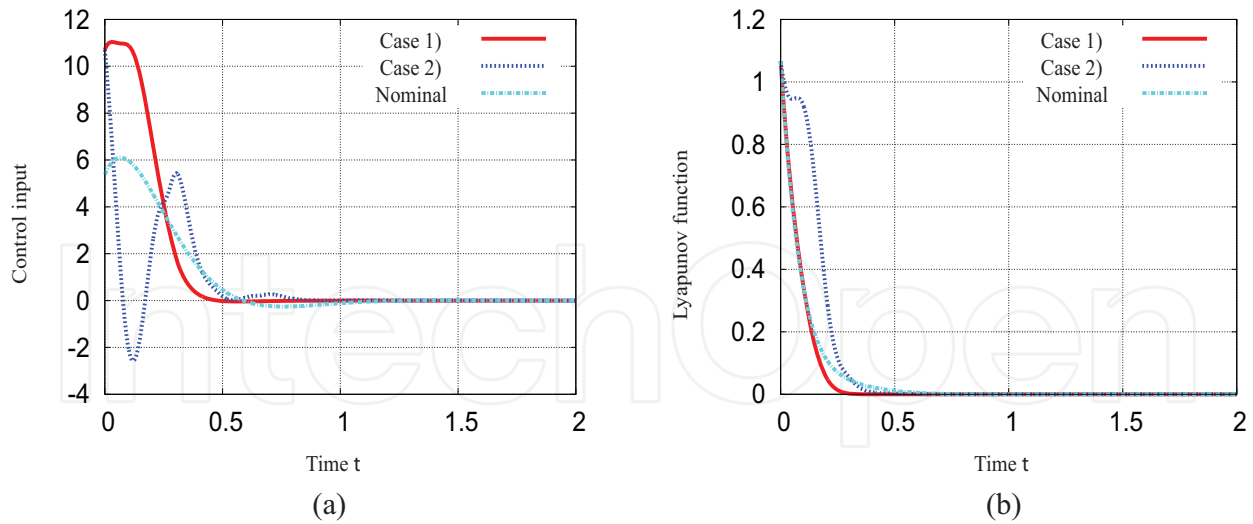 12
10
8
6
4
2
0
-2
-4
Control input
Case 1)
Case 2)
Nominal
0
0.5
1
1.5
2
Time t
(a)
1.2
1
0.8
0.6
0.4
0.2
0
Lyapunov function
Case 1)
Case 2)
Nominal
0
0.5
1
1.5
2
Time t
(b)
IntechOpen